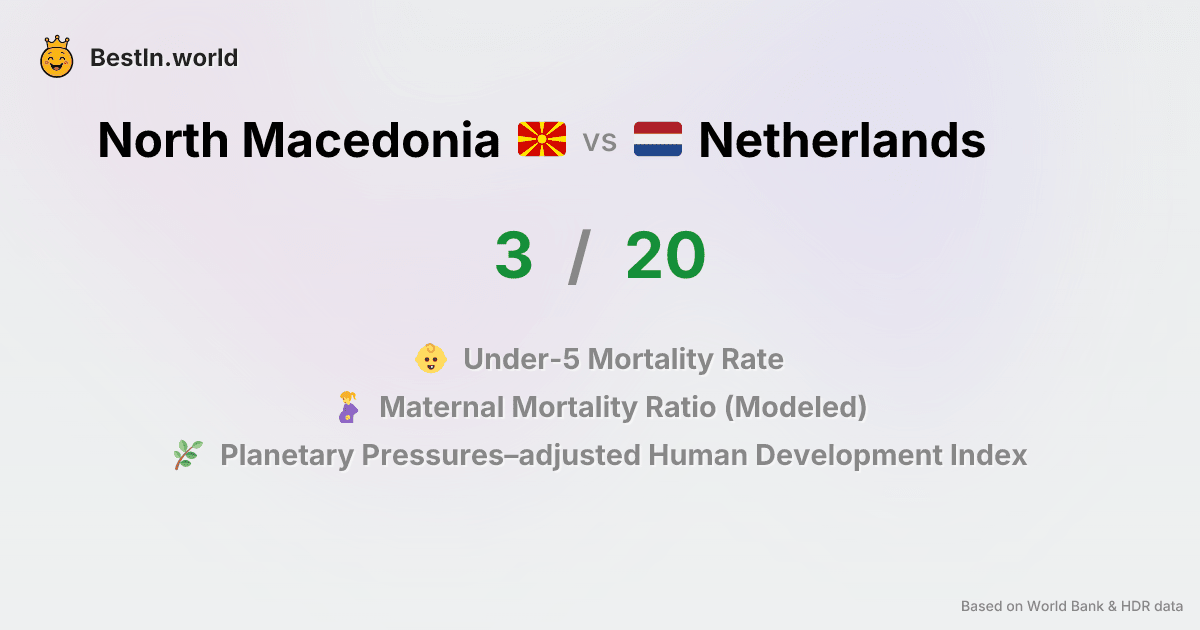 BestIn.world
North Macedonia vs Netherlands
3 / 20
Under-5 Mortality Rate
Maternal Mortality Ratio (Modeled)
Planetary Pressures–adjusted Human Development Index
Based on World Bank & HDR data